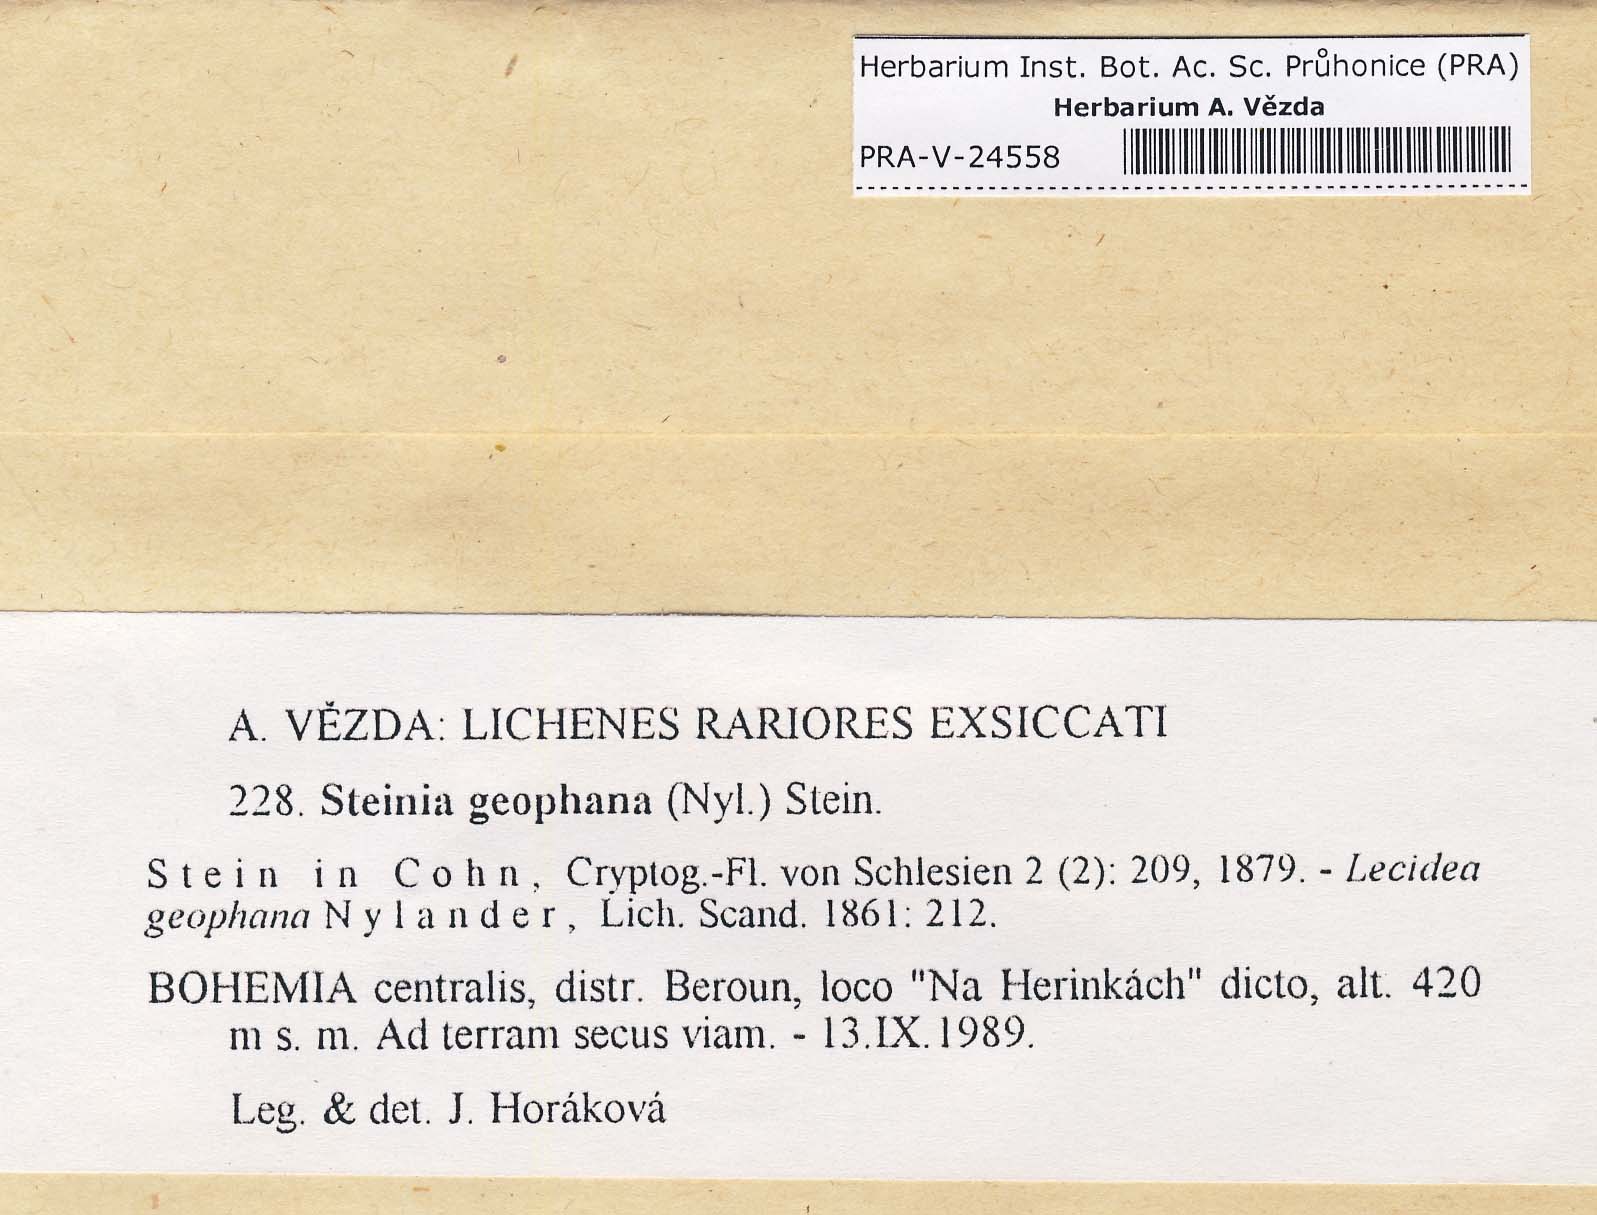 Herbarium Inst. Bot. Ac. Sc. Průhonice (PRA)
Herbarium A. Vězda
PRA-V-24558
A. VĚZDA: LICHENES RARIORES EXSICCATI
228. Steinia geophana (Nyl.) Stein.
Stein in Cohn, Cryptog.-Fl. von Schlesien 2 (2): 209, 1879. - Lecidea
geophana Nylander, Lich. Scand. 1861: 212.
BOHEMIA centralis, distr. Beroun, loco "Na Herinkách" dicto, alt. 420
m s. m. Ad terram secus viam. - 13.IX.1989.
Leg. & det. J. Horáková